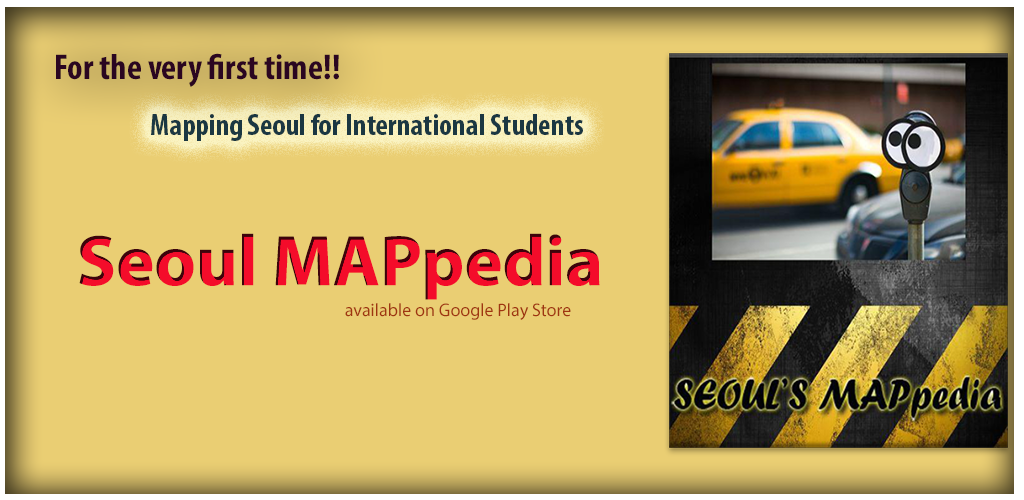 For the very first time!!
Mapping Seoul for International Students
Seoul MAPpedia
available on Google Play Store
SEOUL'S MAPpedia